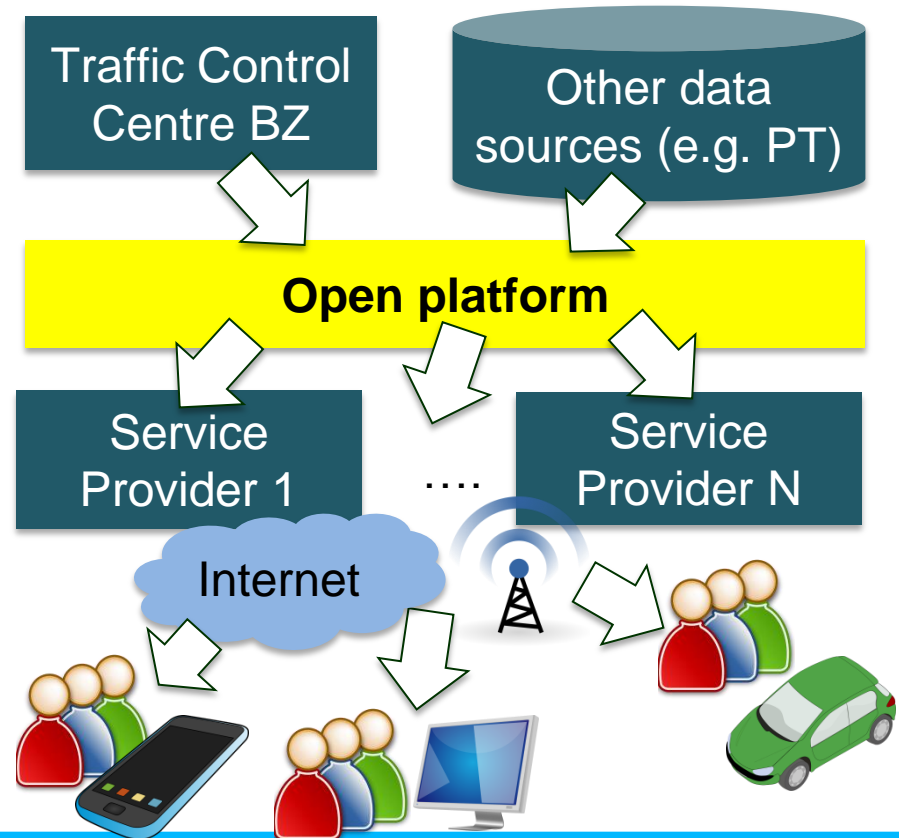 Traffic Control
Centre BZ
Other data
sources (e.g. PT)
Open platform
Service
Provider 1
....
Service
Provider N
Internet